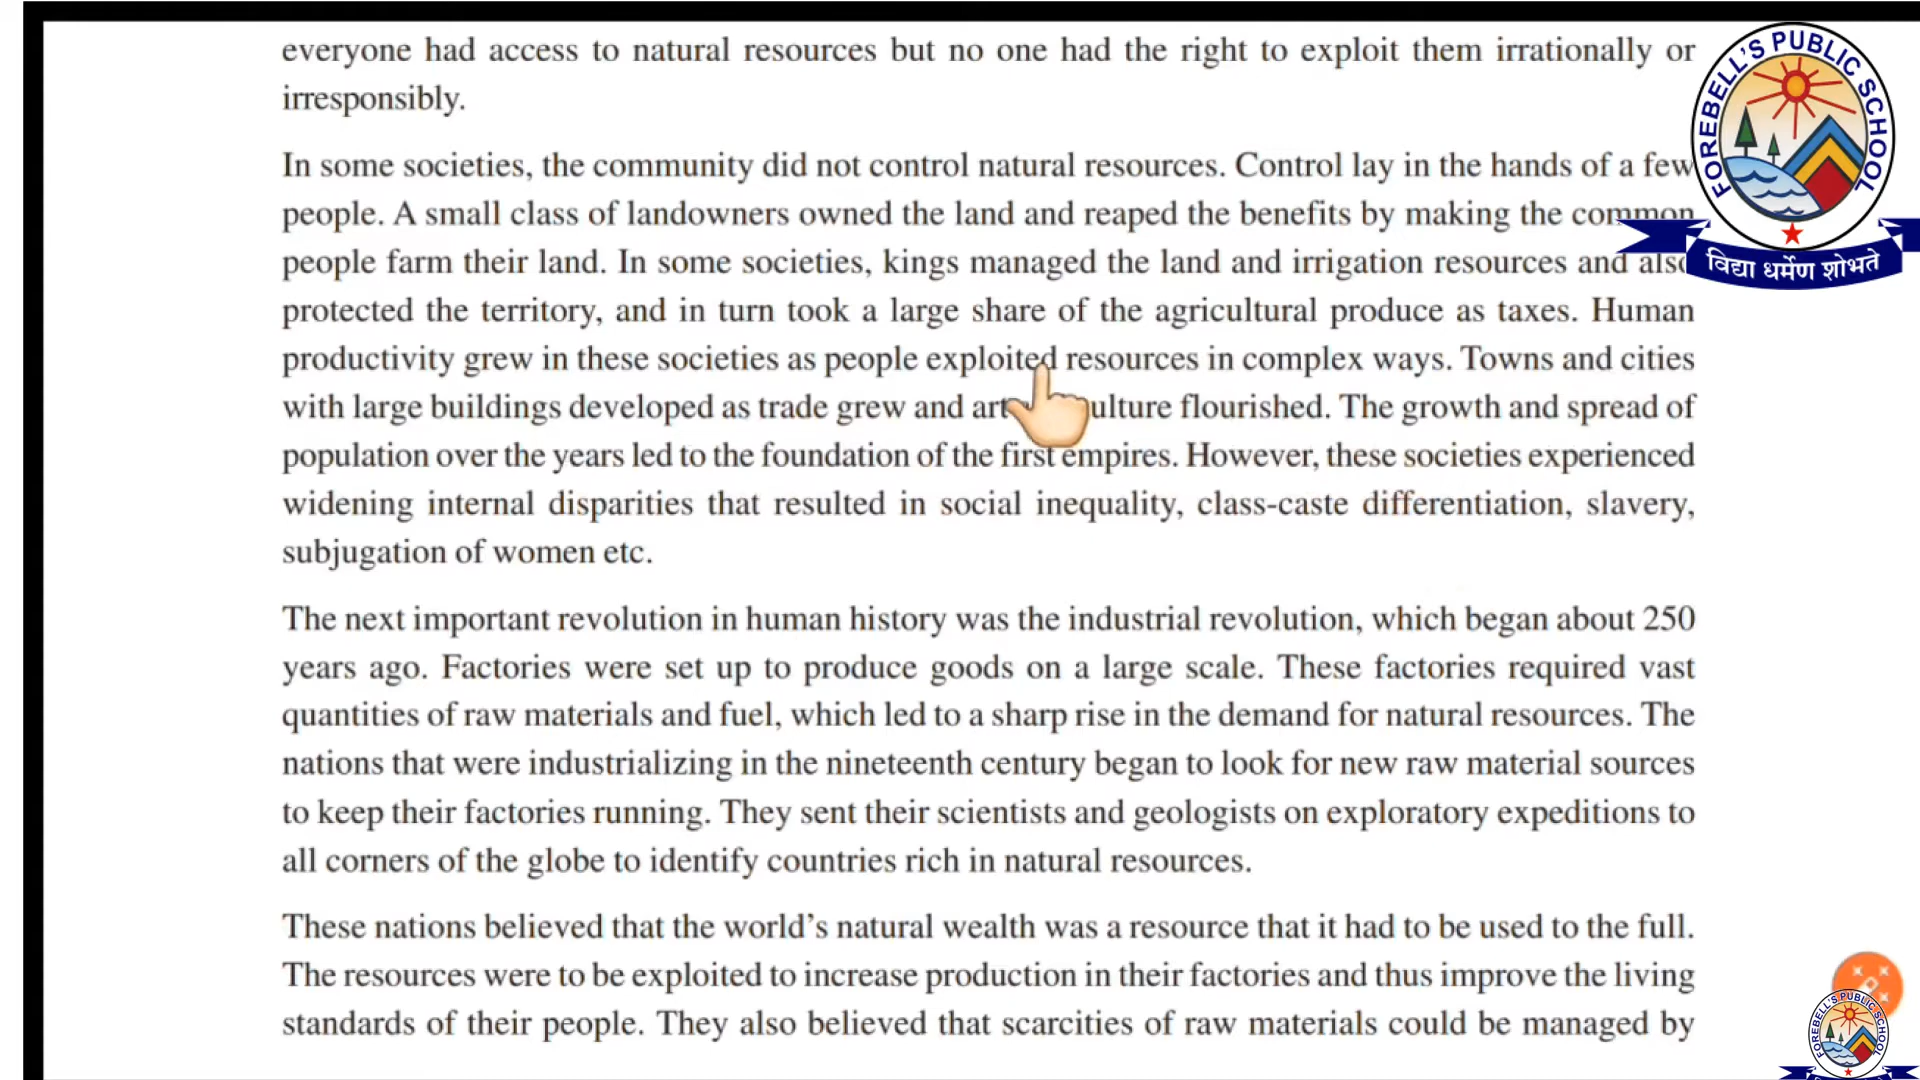 everyone had access to natural resources but no one had the right to exploit them irrationally or
irresponsibly.
In some societies, the community did not control natural resources. Control lay in the hands of a few
people. A small class of landowners owned the land and reaped the benefits by making the common
people farm their land. In some societies, kings managed the land and irrigation resources and also
protected the territory, and in turn took a large share of the agricultural produce as taxes. Human
productivity grew in these societies as people exploited resources in complex ways. Towns and cities
with large buildings developed as trade grew and art culture flourished. The growth and spread of
population over the years led to the foundation of the first empires. However, these societies experienced
widening internal disparities that resulted in social inequality, class-caste differentiation, slavery,
subjugation of women etc.
The next important revolution in human history was the industrial revolution, which began about 250
years ago. Factories were set up to produce goods on a large scale. These factories required vast
quantities of raw materials and fuel, which led to a sharp rise in the demand for natural resources. The
nations that were industrializing in the nineteenth century began to look for new raw material sources
to keep their factories running. They sent their scientists and geologists on exploratory expeditions to
all corners of the globe to identify countries rich in natural resources.
These nations believed that the world’s natural wealth was a resource that it had to be used to the full.
The resources were to be exploited to increase production in their factories and thus improve the living
standards of their people. They also believed that scarcities of raw materials could be managed by
FOREBELL'S PUBLIC SCHOOL
विद्या धर्मेण शोभते
FOREBELL'S PUBLIC SCHOOL